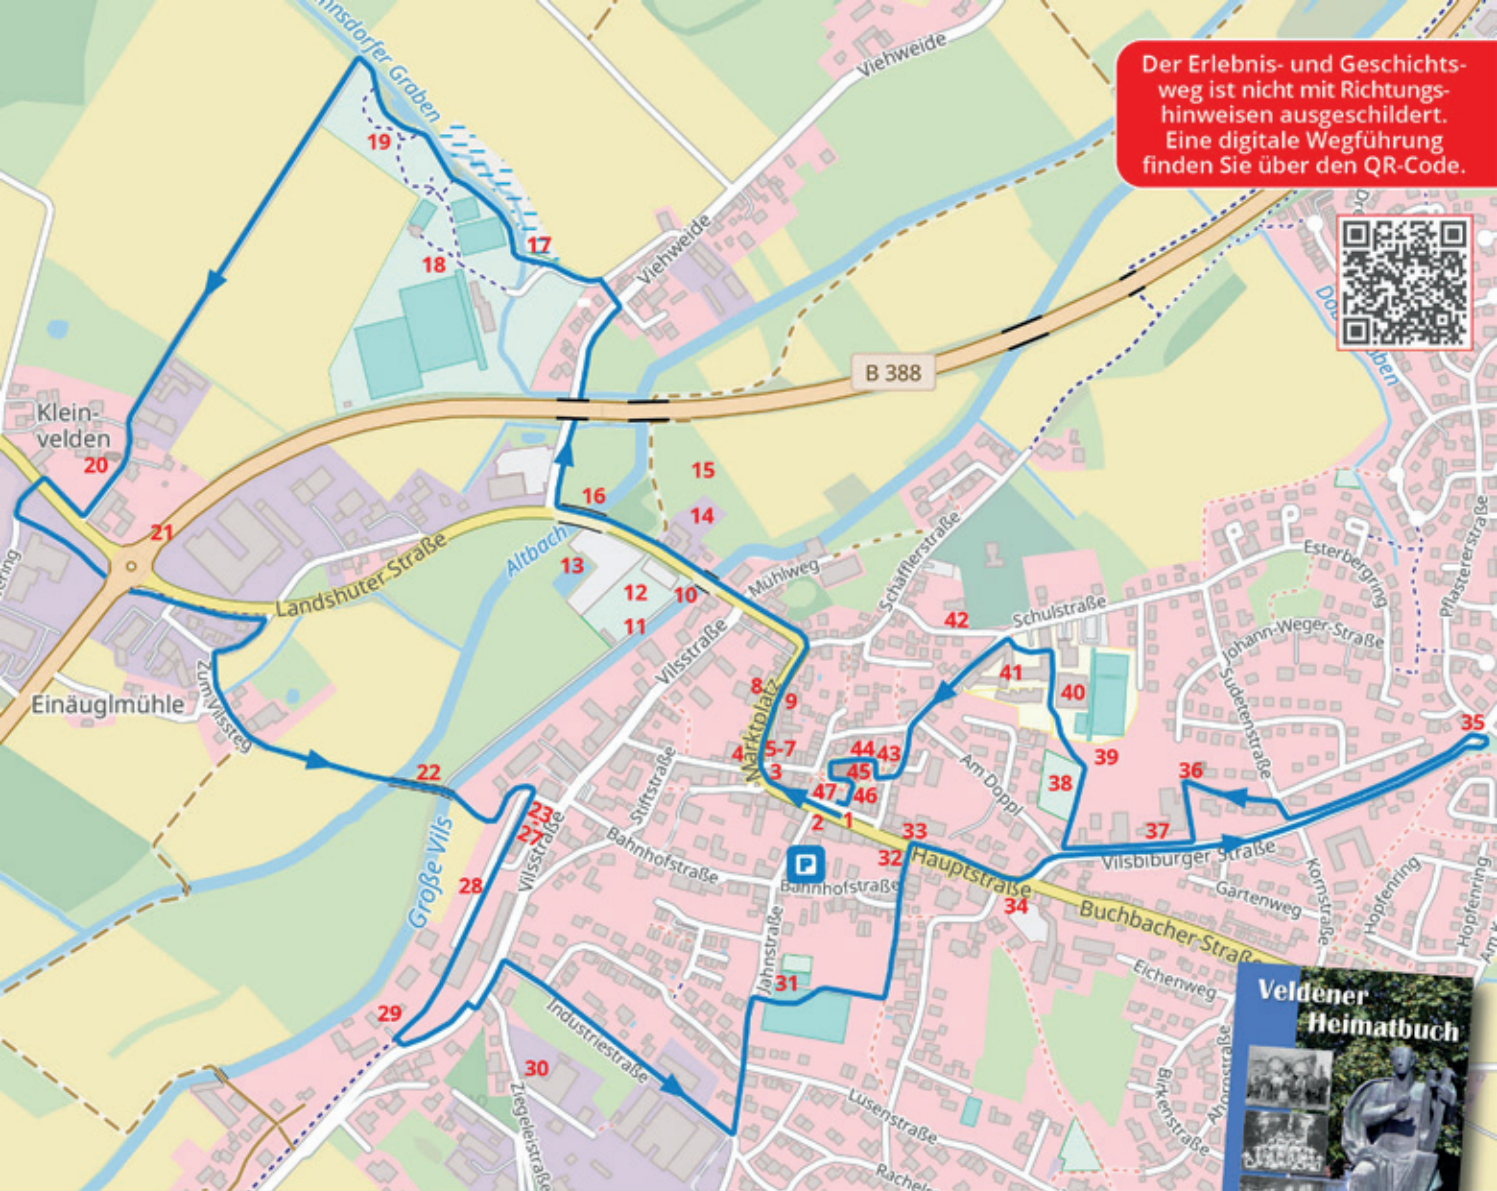 Der Erlebnis- und Geschichts-
weg ist nicht mit Richtungs-
hinweisen ausgeschildert.
Eine digitale Wegführung
finden Sie über den QR-Code.
Graben
Viehweide
19
17
18
Viehweide
B 388
Klein-
velden
20
15
16
14
21
Altbach
Landshuter Straße
13
12
10
11
Mühlweg
Schäfflerstraße
42
Schulstraße
Esterbergring
Pflastererstraße
Johann-Weger-Straße
Sudetenstraße
Vilsstraße
41
40
8
9
Marktplatz
Einäuglmühle
Zum Vilssteg
4
5-7
3
44
43
45
47
46
39
38
36
35
Am Doppl
22
Stiftstraße
23
27
Vilsstraße
2
1
33
32
37
Hauptstraße
Vilsbiburger Straße
P
Bahnhofstraße
Bahnhofstraße
28
Große Vils
34
Gartenweg
Kornstraße
Hopfenring
Hopfenring
Buchbacher Straße
Jahnstraße
31
29
Industriestraße
30
Eichenweg
Ahornstraße
Birkenstraße
Ziegeleistraße
Lusenstraße
Veldener
Heimatbuch